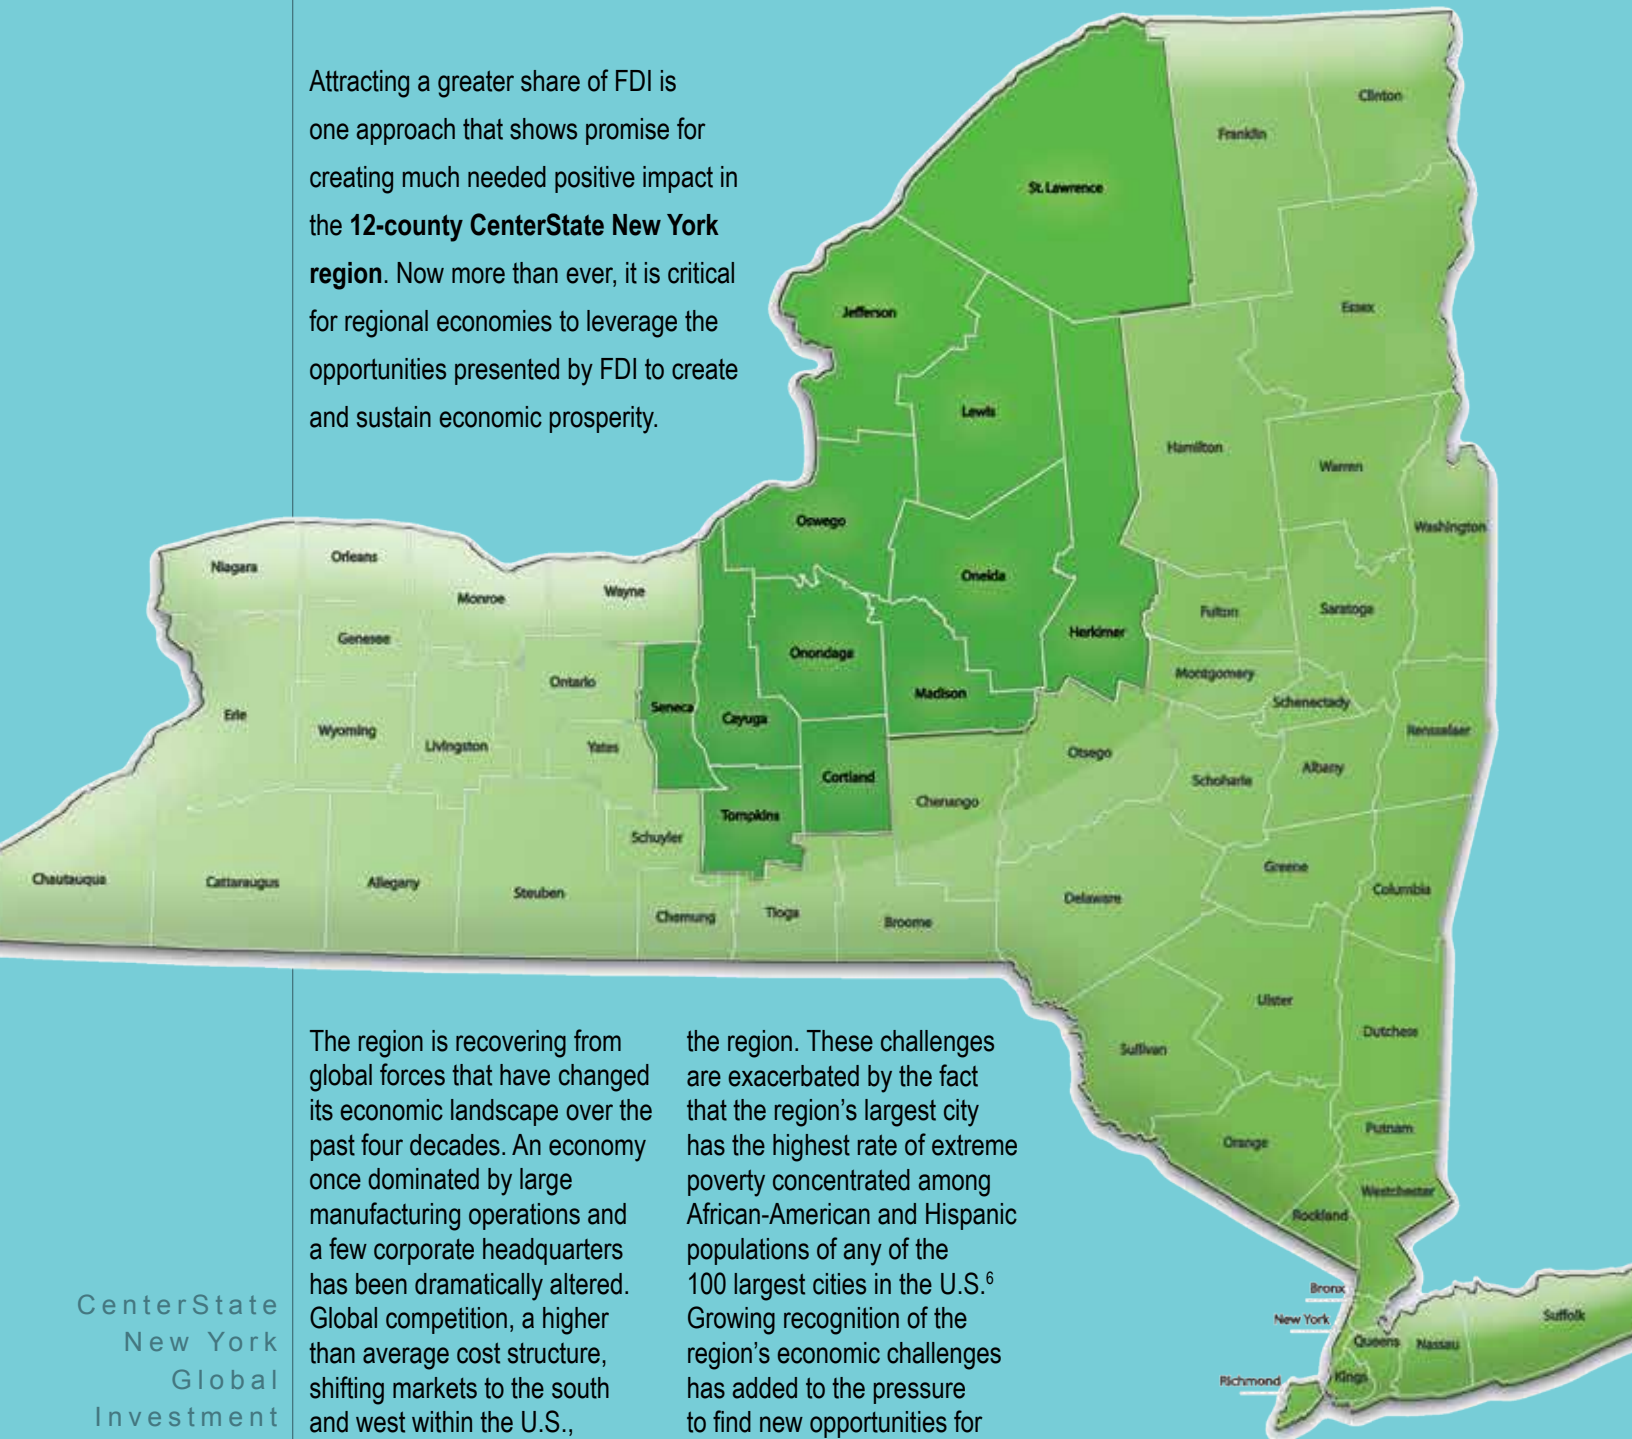 Attracting a greater share of FDI is
one approach that shows promise for
creating much needed positive impact in
the 12-county CenterState New York
region. Now more than ever, it is critical
for regional economies to leverage the
opportunities presented by FDI to create
and sustain economic prosperity.
Clinton
Franklin
St. Lawrence
Essex
Jefferson
Lewis
Hamilton
Warren
Oswego
Washington
Niagara
Orleans
Monroe
Wayne
Oneida
Fulton
Saratoga
Genesee
Onondaga
Herkimer
Montgomery
Ontario
Seneca
Cayuga
Madison
Schenectady
Erie
Wyoming
Livingston
Yates
Rensselaer
Otsego
Cortland
Schoharie
Albany
Chenango
Tompkins
Schuyler
Chautauqua
Cattaraugus
Allegany
Steuben
Greene
Columbia
Delaware
Chemung
Tioga
Broome
Ulster
Dutchess
Sullivan
Orange
Putnam
Westchester
Rockland
Bronx
New York
Queens
Nassau
Suffolk
Richmond
Kings
The region is recovering from
global forces that have changed
its economic landscape over the
past four decades. An economy
once dominated by large
manufacturing operations and
a few corporate headquarters
has been dramatically altered.
Global competition, a higher
than average cost structure,
shifting markets to the south
and west within the U.S.,
the region. These challenges
are exacerbated by the fact
that the region’s largest city
has the highest rate of extreme
poverty concentrated among
African-American and Hispanic
populations of any of the
100 largest cities in the U.S.⁶
Growing recognition of the
region’s economic challenges
has added to the pressure
to find new opportunities for
CenterState
New York
Global
Investment